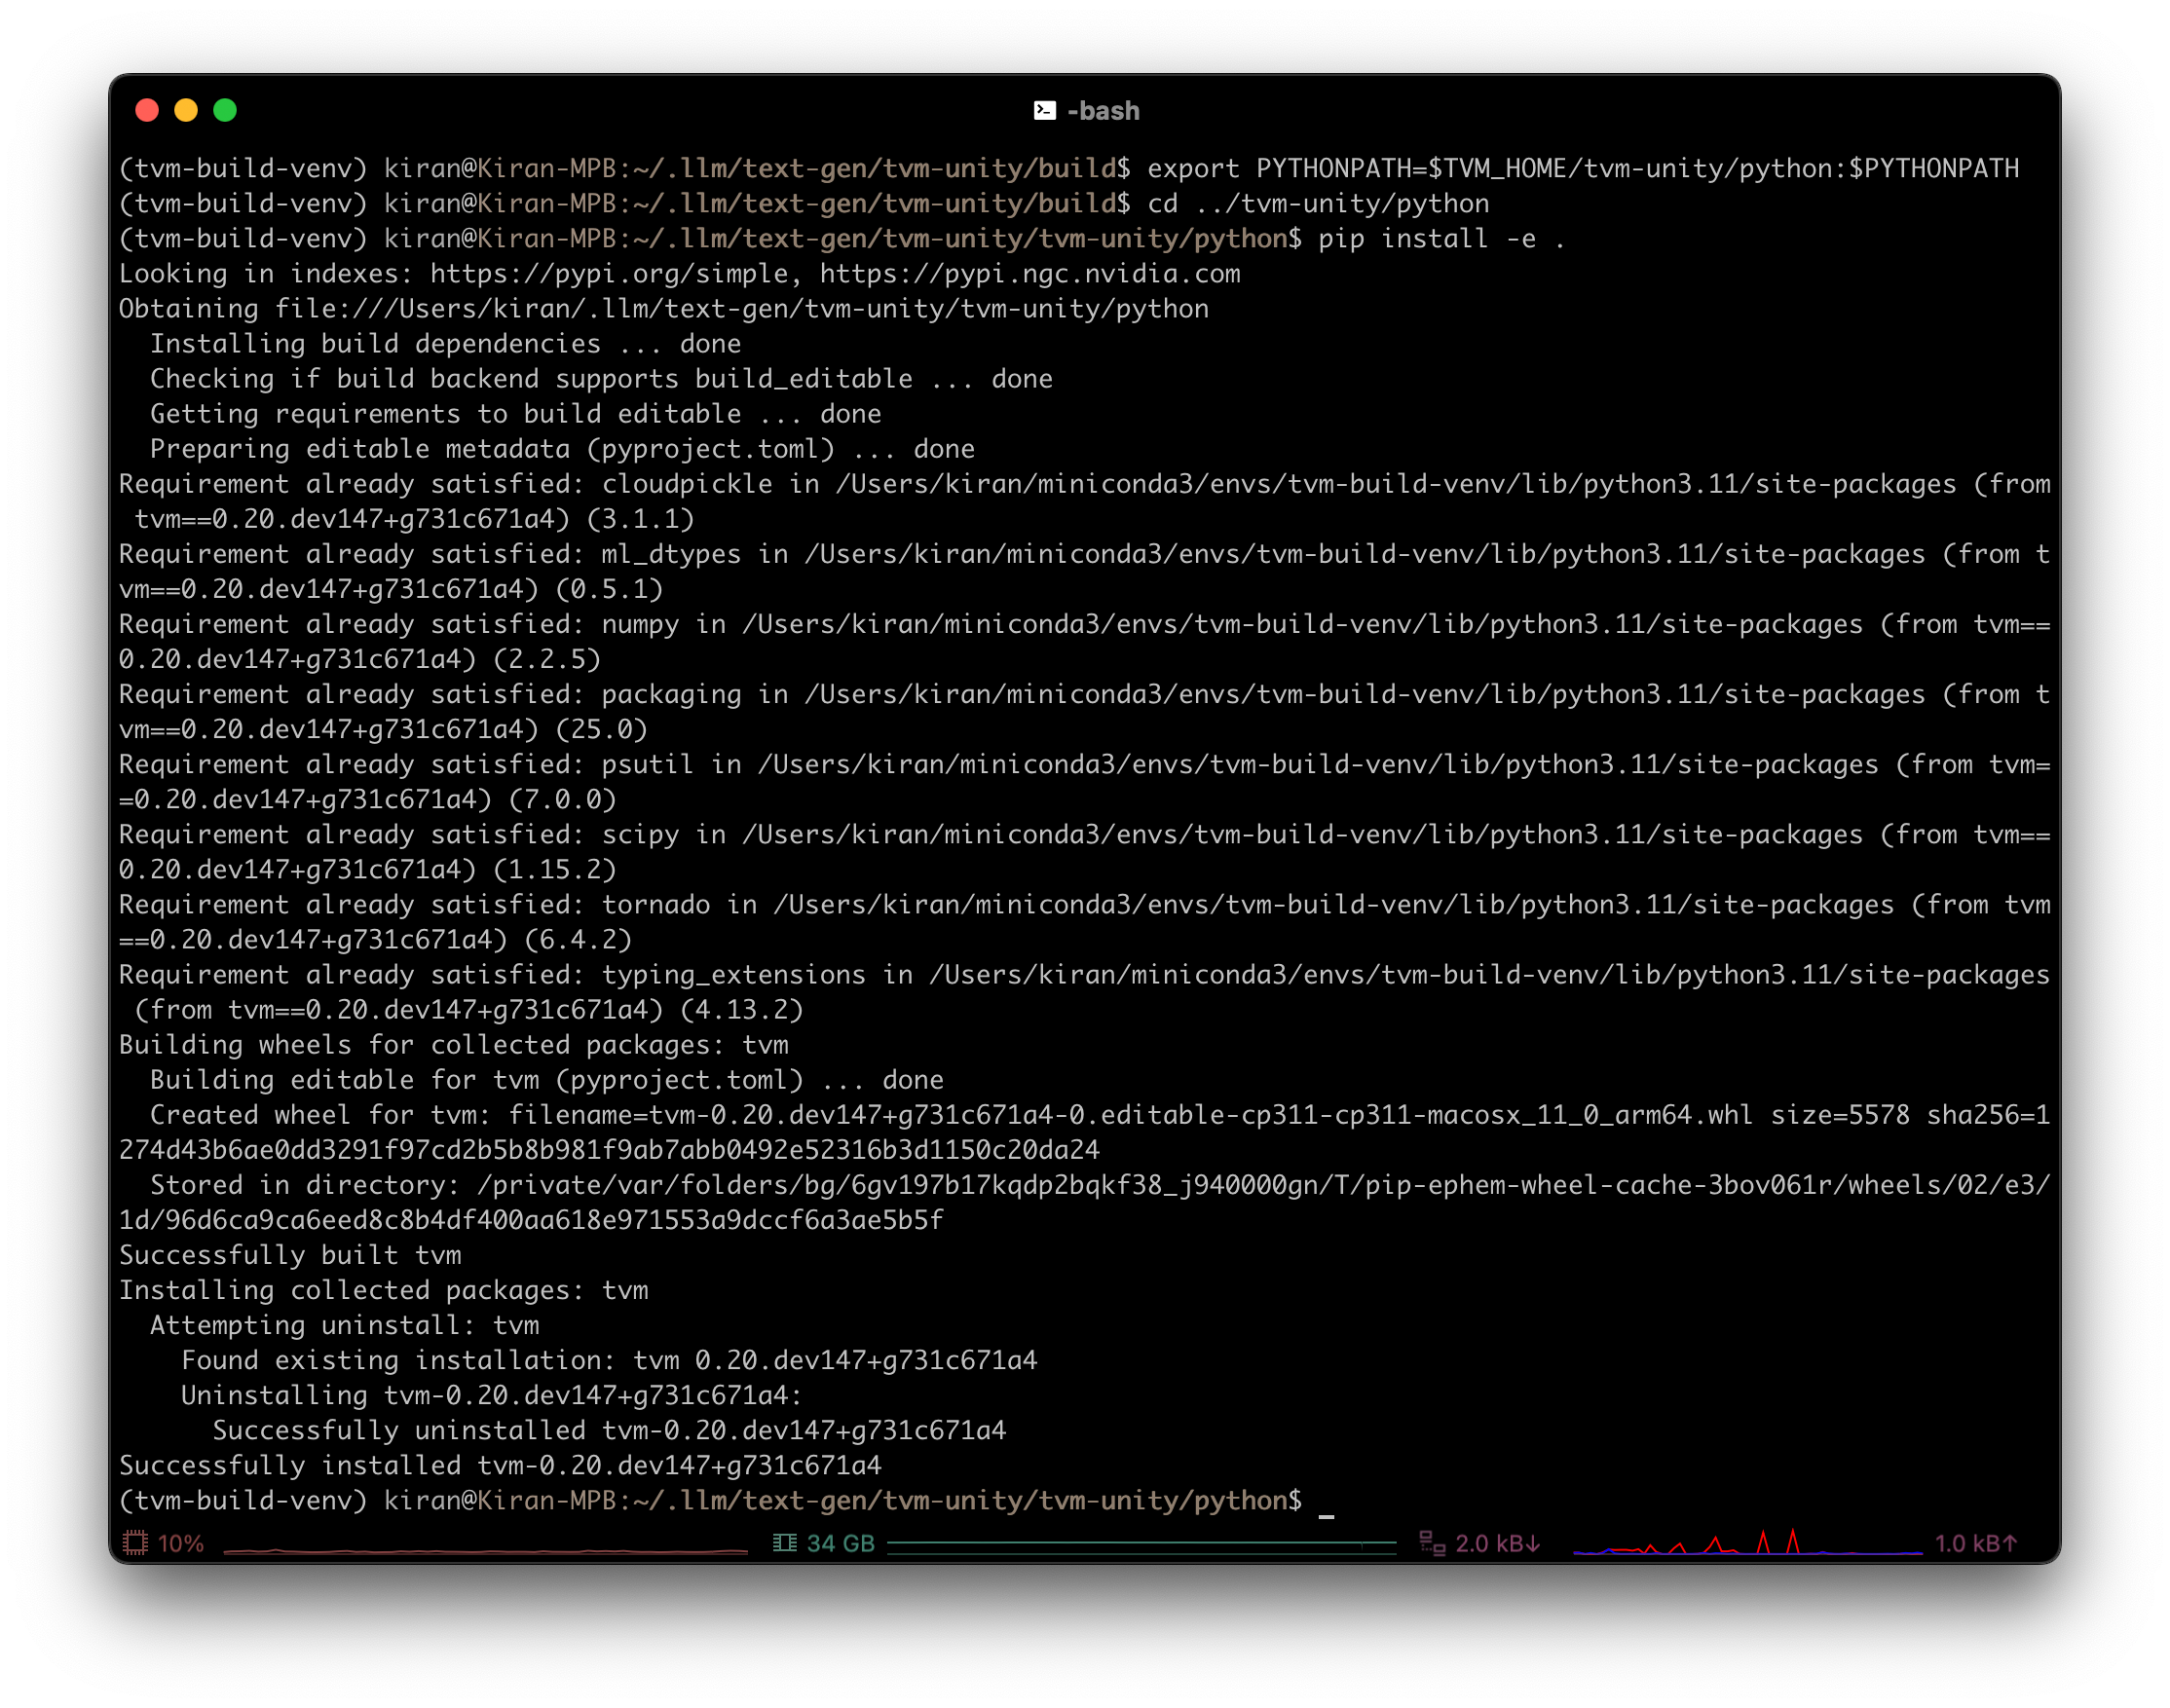 -bash
(tvm-build-venv) kiran@Kiran-MPB:~/.llm/text-gen/tvm-unity/build$ export PYTHONPATH=$TVM_HOME/tvm-unity/python:$PYTHONPATH
(tvm-build-venv) kiran@Kiran-MPB:~/.llm/text-gen/tvm-unity/build$ cd ../tvm-unity/python
(tvm-build-venv) kiran@Kiran-MPB:~/.llm/text-gen/tvm-unity/tvm-unity/python$ pip install -e .
Looking in indexes: https://pypi.org/simple, https://pypi.ngc.nvidia.com
Obtaining file:///Users/kiran/.llm/text-gen/tvm-unity/tvm-unity/python
  Installing build dependencies ... done
  Checking if build backend supports build_editable ... done
  Getting requirements to build editable ... done
  Preparing editable metadata (pyproject.toml) ... done
Requirement already satisfied: cloudpickle in /Users/kiran/miniconda3/envs/tvm-build-venv/lib/python3.11/site-packages (from
 tvm==0.20.dev147+g731c671a4) (3.1.1)
Requirement already satisfied: ml_dtypes in /Users/kiran/miniconda3/envs/tvm-build-venv/lib/python3.11/site-packages (from t
vm==0.20.dev147+g731c671a4) (0.5.1)
Requirement already satisfied: numpy in /Users/kiran/miniconda3/envs/tvm-build-venv/lib/python3.11/site-packages (from tvm==
0.20.dev147+g731c671a4) (2.2.5)
Requirement already satisfied: packaging in /Users/kiran/miniconda3/envs/tvm-build-venv/lib/python3.11/site-packages (from t
vm==0.20.dev147+g731c671a4) (25.0)
Requirement already satisfied: psutil in /Users/kiran/miniconda3/envs/tvm-build-venv/lib/python3.11/site-packages (from tvm=
=0.20.dev147+g731c671a4) (7.0.0)
Requirement already satisfied: scipy in /Users/kiran/miniconda3/envs/tvm-build-venv/lib/python3.11/site-packages (from tvm==
0.20.dev147+g731c671a4) (1.15.2)
Requirement already satisfied: tornado in /Users/kiran/miniconda3/envs/tvm-build-venv/lib/python3.11/site-packages (from tvm
==0.20.dev147+g731c671a4) (6.4.2)
Requirement already satisfied: typing_extensions in /Users/kiran/miniconda3/envs/tvm-build-venv/lib/python3.11/site-packages
 (from tvm==0.20.dev147+g731c671a4) (4.13.2)
Building wheels for collected packages: tvm
  Building editable for tvm (pyproject.toml) ... done
  Created wheel for tvm: filename=tvm-0.20.dev147+g731c671a4-0.editable-cp311-cp311-macosx_11_0_arm64.whl size=5578 sha256=1
274d43b6ae0dd3291f97cd2b5b8b981f9ab7abb0492e52316b3d1150c20da24
  Stored in directory: /private/var/folders/bg/6gv197b17kqdp2bqkf38_j940000gn/T/pip-ephem-wheel-cache-3bov061r/wheels/02/e3/
1d/96d6ca9ca6eed8c8b4df400aa618e971553a9dccf6a3ae5b5f
Successfully built tvm
Installing collected packages: tvm
  Attempting uninstall: tvm
    Found existing installation: tvm 0.20.dev147+g731c671a4
    Uninstalling tvm-0.20.dev147+g731c671a4:
      Successfully uninstalled tvm-0.20.dev147+g731c671a4
Successfully installed tvm-0.20.dev147+g731c671a4
(tvm-build-venv) kiran@Kiran-MPB:~/.llm/text-gen/tvm-unity/tvm-unity/python$ _
10% 34 GB 2.0 kB↓ 1.0 kB↑